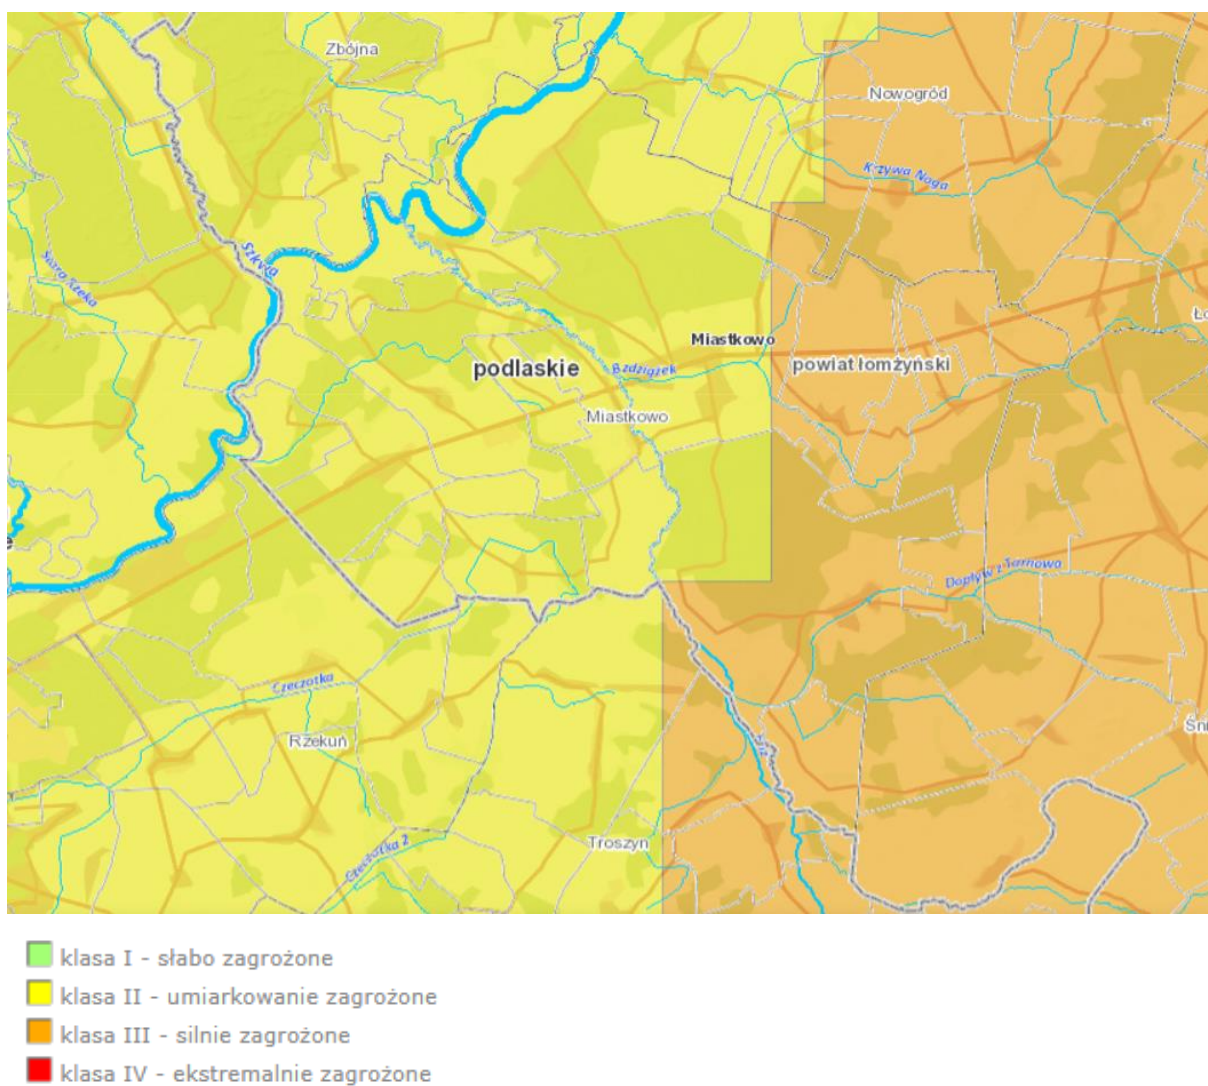 Zbójna
Nowogród
Krzywa Noga
Szkwa
Stara Rzeka
Miastkowo
podlaskie
Bzdziążek
powiat łomżyński
Miastkowo
Dopływ z Tarnowa
Czeczotka
Rzekuń
Czeczotka 2
Troszyn
klasa I - słabo zagrożone
klasa II - umiarkowanie zagrożone
klasa III - silnie zagrożone
klasa IV - ekstremalnie zagrożone